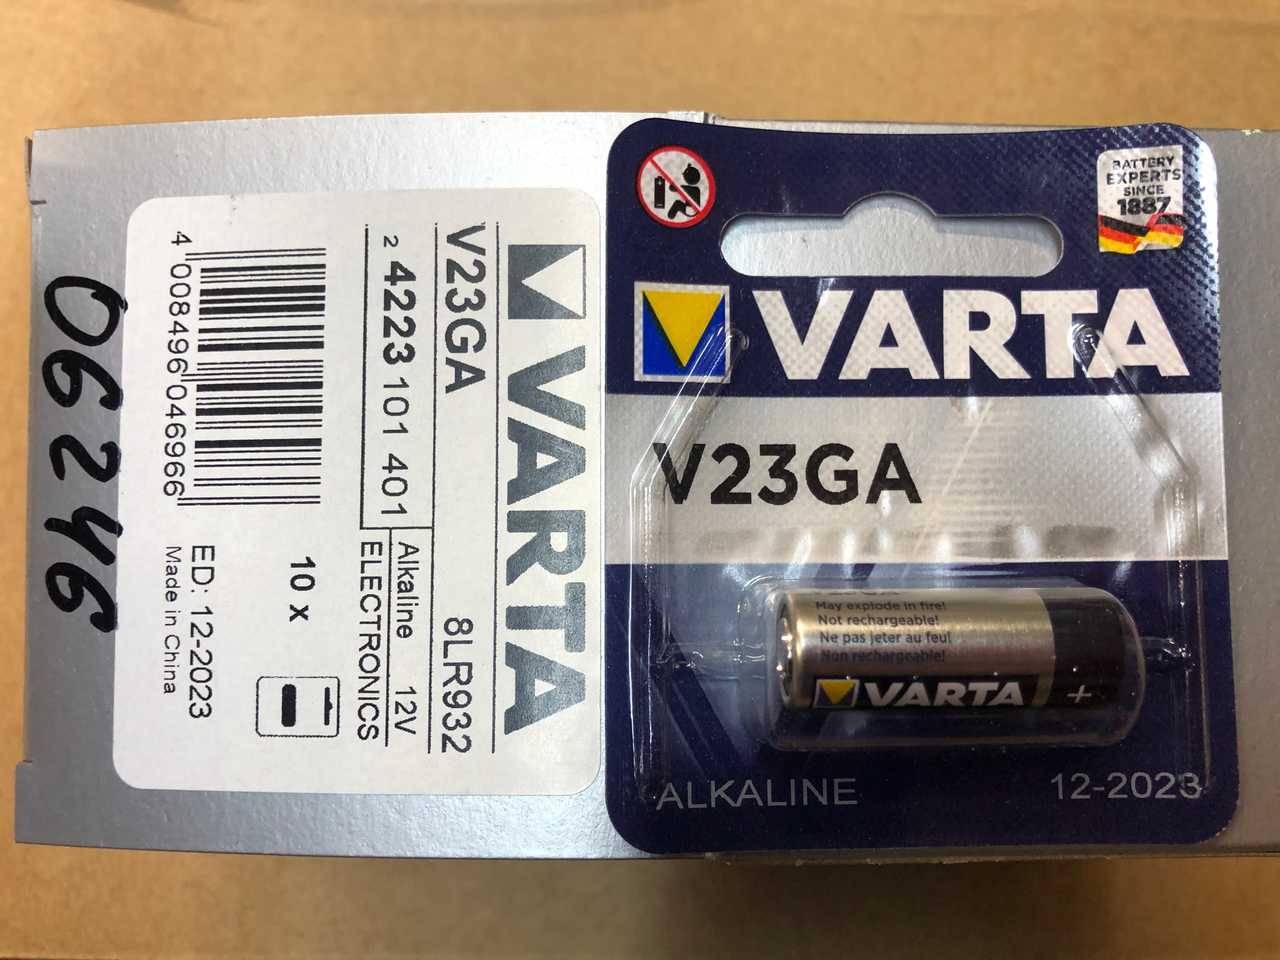 06246
VARTA
V23GA 8LR932
2 4223 101 401
Alkaline 12V
ELECTRONICS
4 008496 046966
10 x
ED: 12-2023
Made in China
BATTERY
EXPERTS
SINCE
1887
VARTA
V23GA
V23GA
May explode in fire!
Not rechargeable!
Ne pas jeter au feu!
Non rechargeable!
VARTA +
ALKALINE 12-2023